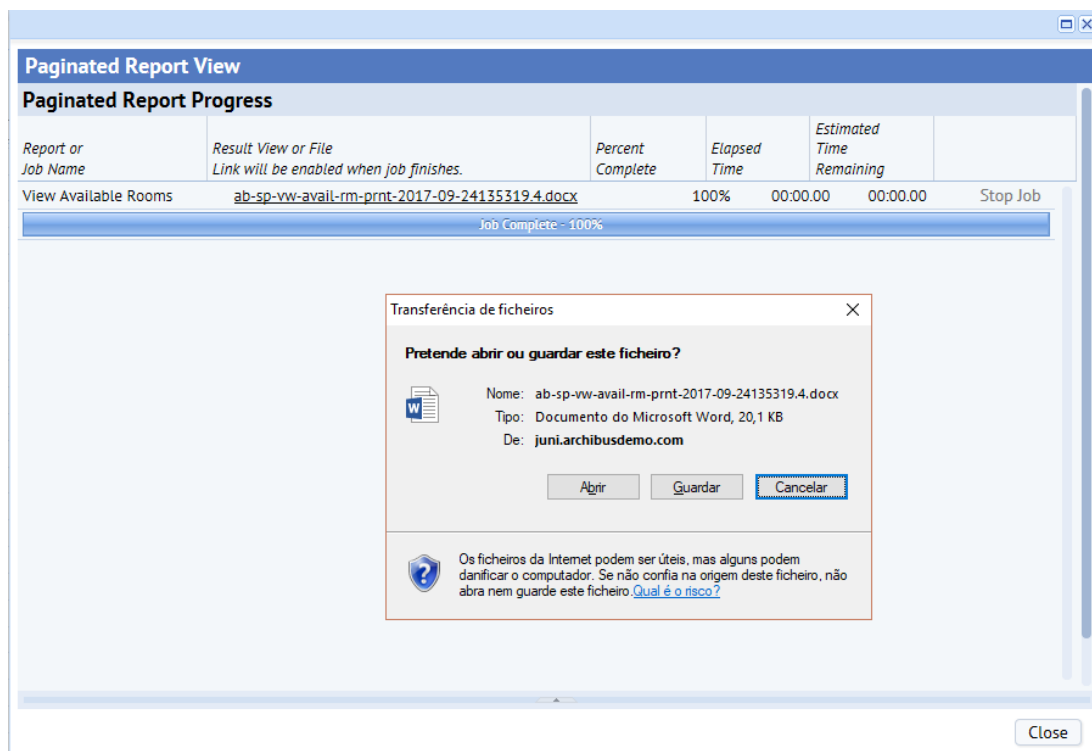 Paginated Report View
Paginated Report Progress
Report or
Job Name
Result View or File
Link will be enabled when job finishes.
Percent
Complete
Elapsed
Time
Estimated
Time
Remaining
View Available Rooms ab-sp-vw-avail-rm-prnt-2017-09-24135319.4.docx 100% 00:00.00 00:00.00 Stop Job
Job Complete - 100%
Transferência de ficheiros
Pretende abrir ou guardar este ficheiro?
Nome: ab-sp-vw-avail-rm-prnt-2017-09-24135319.4.docx
Tipo: Documento do Microsoft Word, 20,1 KB
De: juni.archibusdemo.com
Abrir Guardar Cancelar
Os ficheiros da Internet podem ser úteis, mas alguns podem
danificar o computador. Se não confia na origem deste ficheiro, não
abra nem guarde este ficheiro.Qual é o risco?
Close